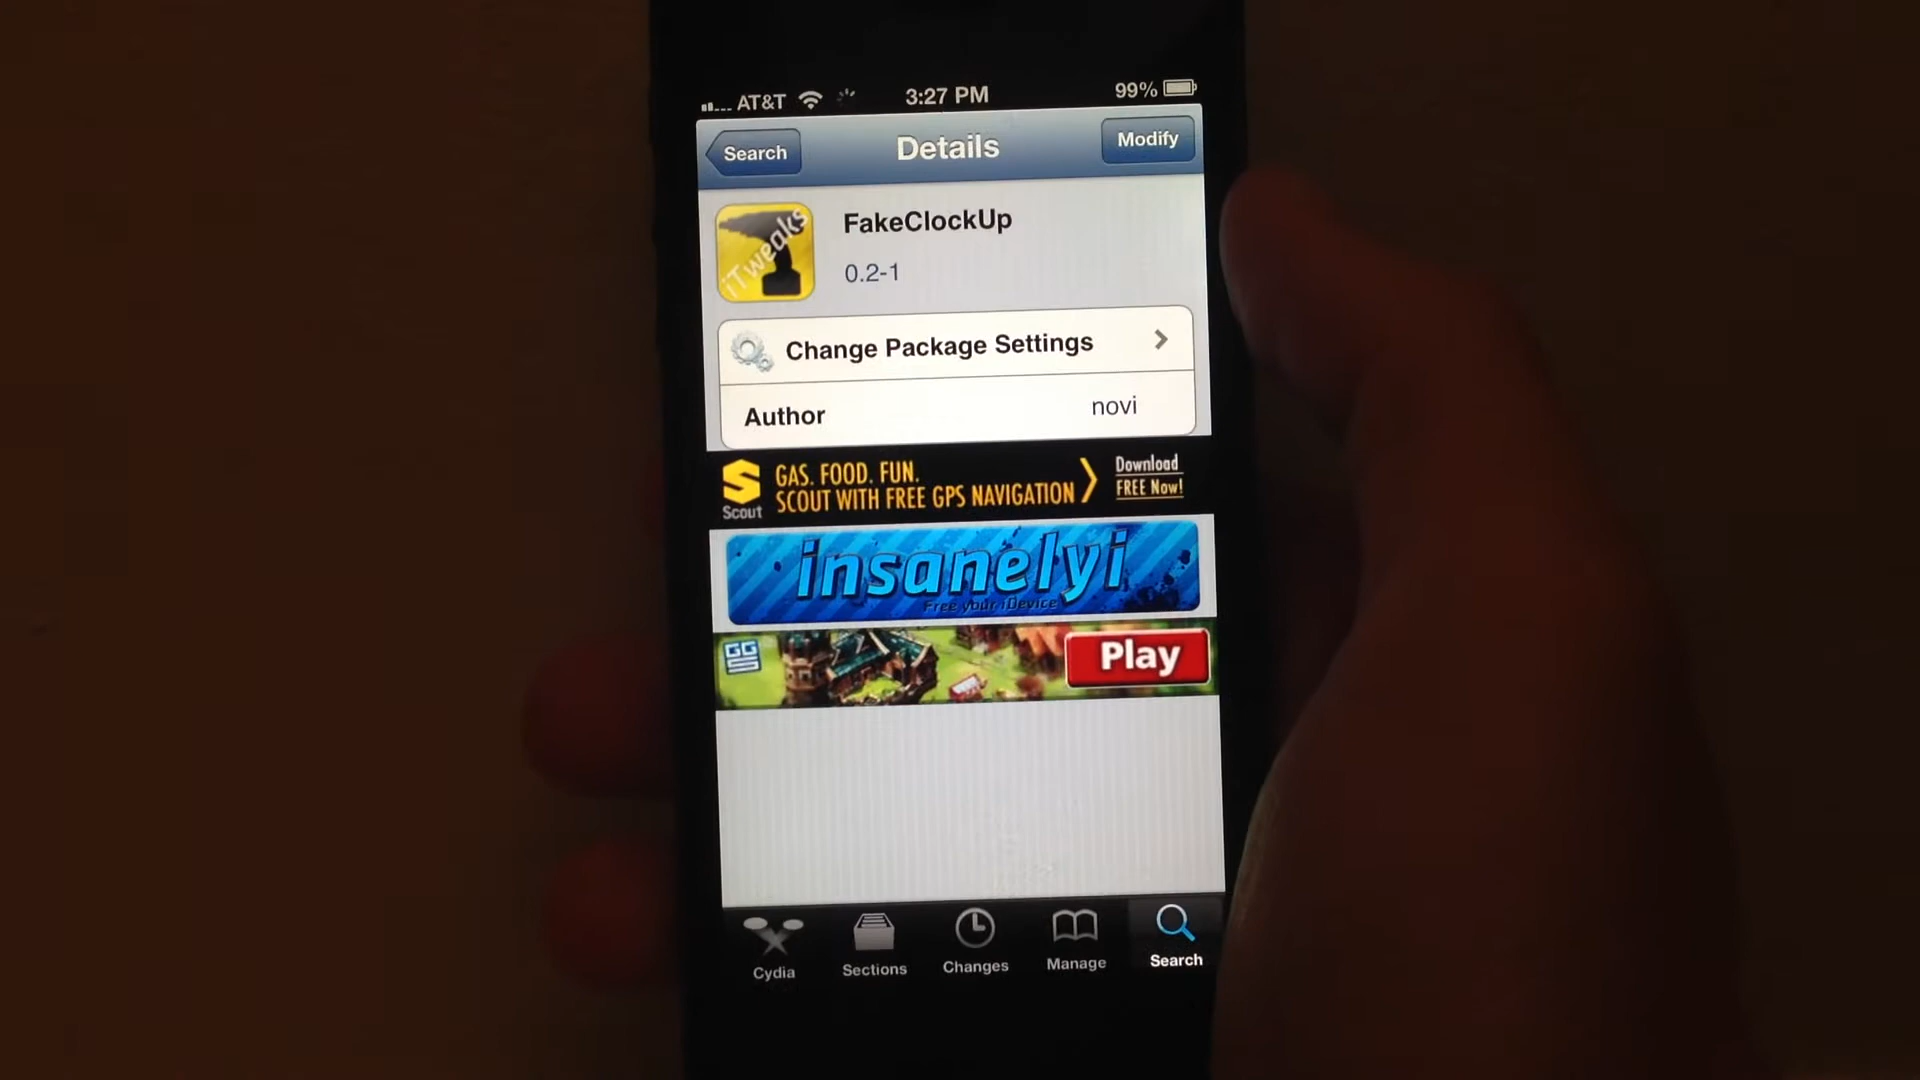 AT&T 3:27 PM 99%
Search Details Modify
iTweaks
FakeClockUp
0.2-1
Change Package Settings
Author novi
Scout
GAS. FOOD. FUN.
SCOUT WITH FREE GPS NAVIGATION
Download
FREE Now!
insanelyi
Free your iDevice
GGS
Play
Cydia Sections Changes Manage Search